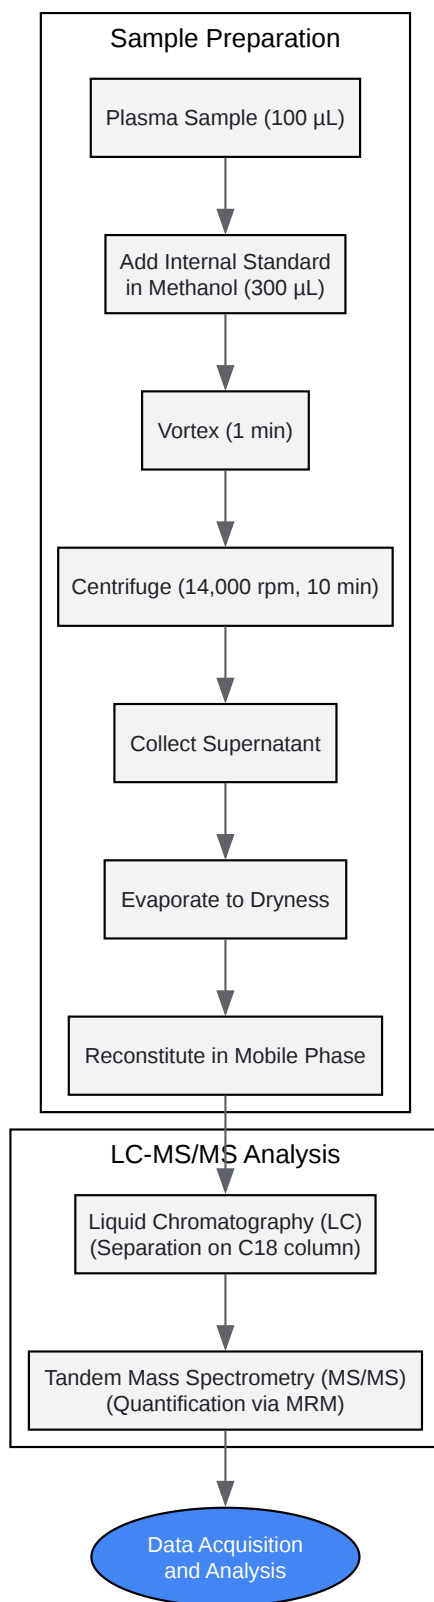 Sample Preparation
Plasma Sample (100 µL)
Add Internal Standard
in Methanol (300 µL)
Vortex (1 min)
Centrifuge (14,000 rpm, 10 min)
Collect Supernatant
Evaporate to Dryness
Reconstitute in Mobile Phase
LC-MS/MS Analysis
Liquid Chromatography (LC)
(Separation on C18 column)
Tandem Mass Spectrometry (MS/MS)
(Quantification via MRM)
Data Acquisition
and Analysis